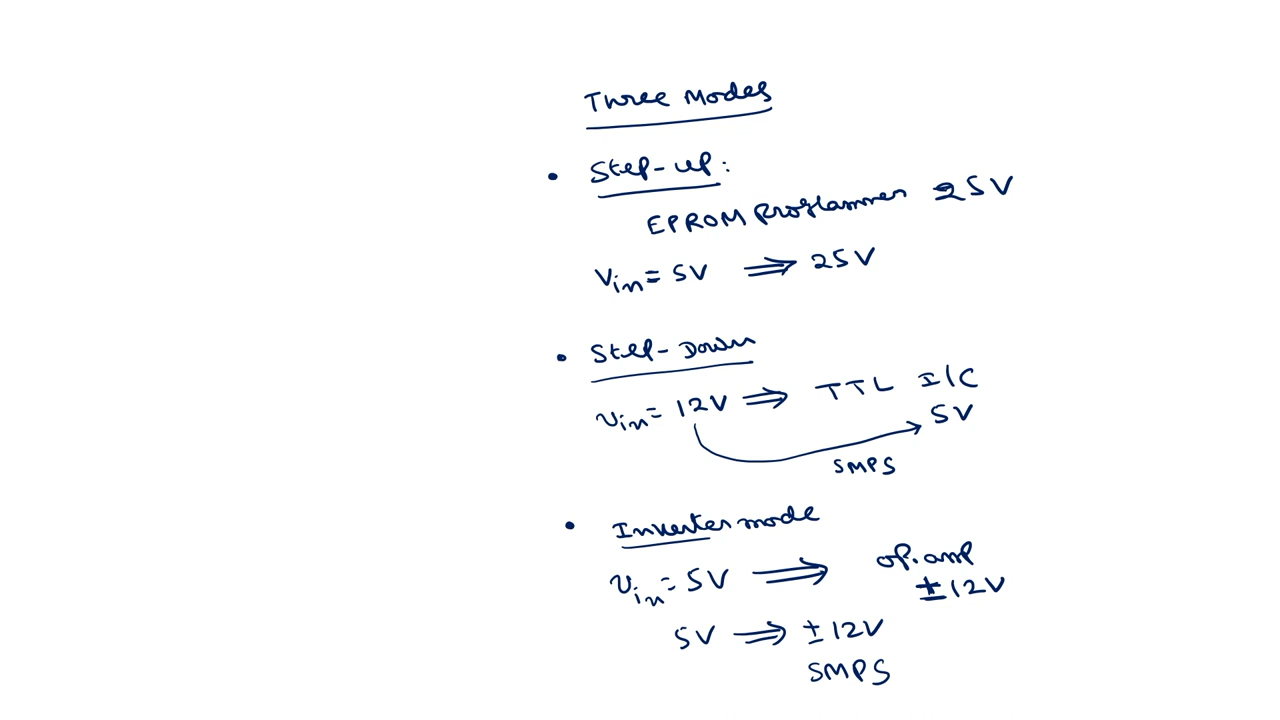 Three Modes
• Step-up:
EPROM Programmer 25V
Vin = 5V ⇒ 25V
• Step-Down
Vin = 12V ⇒ TTL I/C
5V
SMPS
• Inverter mode
Vin = 5V ⇒ op.amp
±12V
5V ⇒ ±12V
SMPS